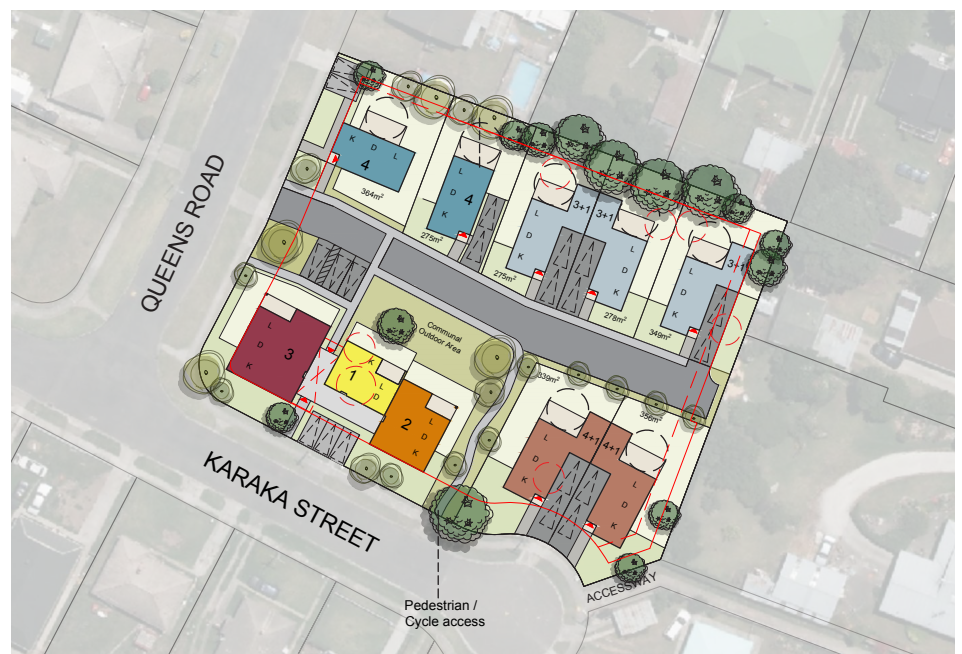 QUEENS ROAD
K D L
4
364m²
L
D
K
4
275m²
L
D
K
3+1
275m²
3+1
L
D
K
278m²
3+1
L
D
K
349m²
Communal
Outdoor Area
L
D
K
3
K
L
D
1
L
D
K
2
339m²
L
D
K
4+1
356m²
4+1
L
D
K
KARAKA STREET
ACCESSWAY
Pedestrian /
Cycle access